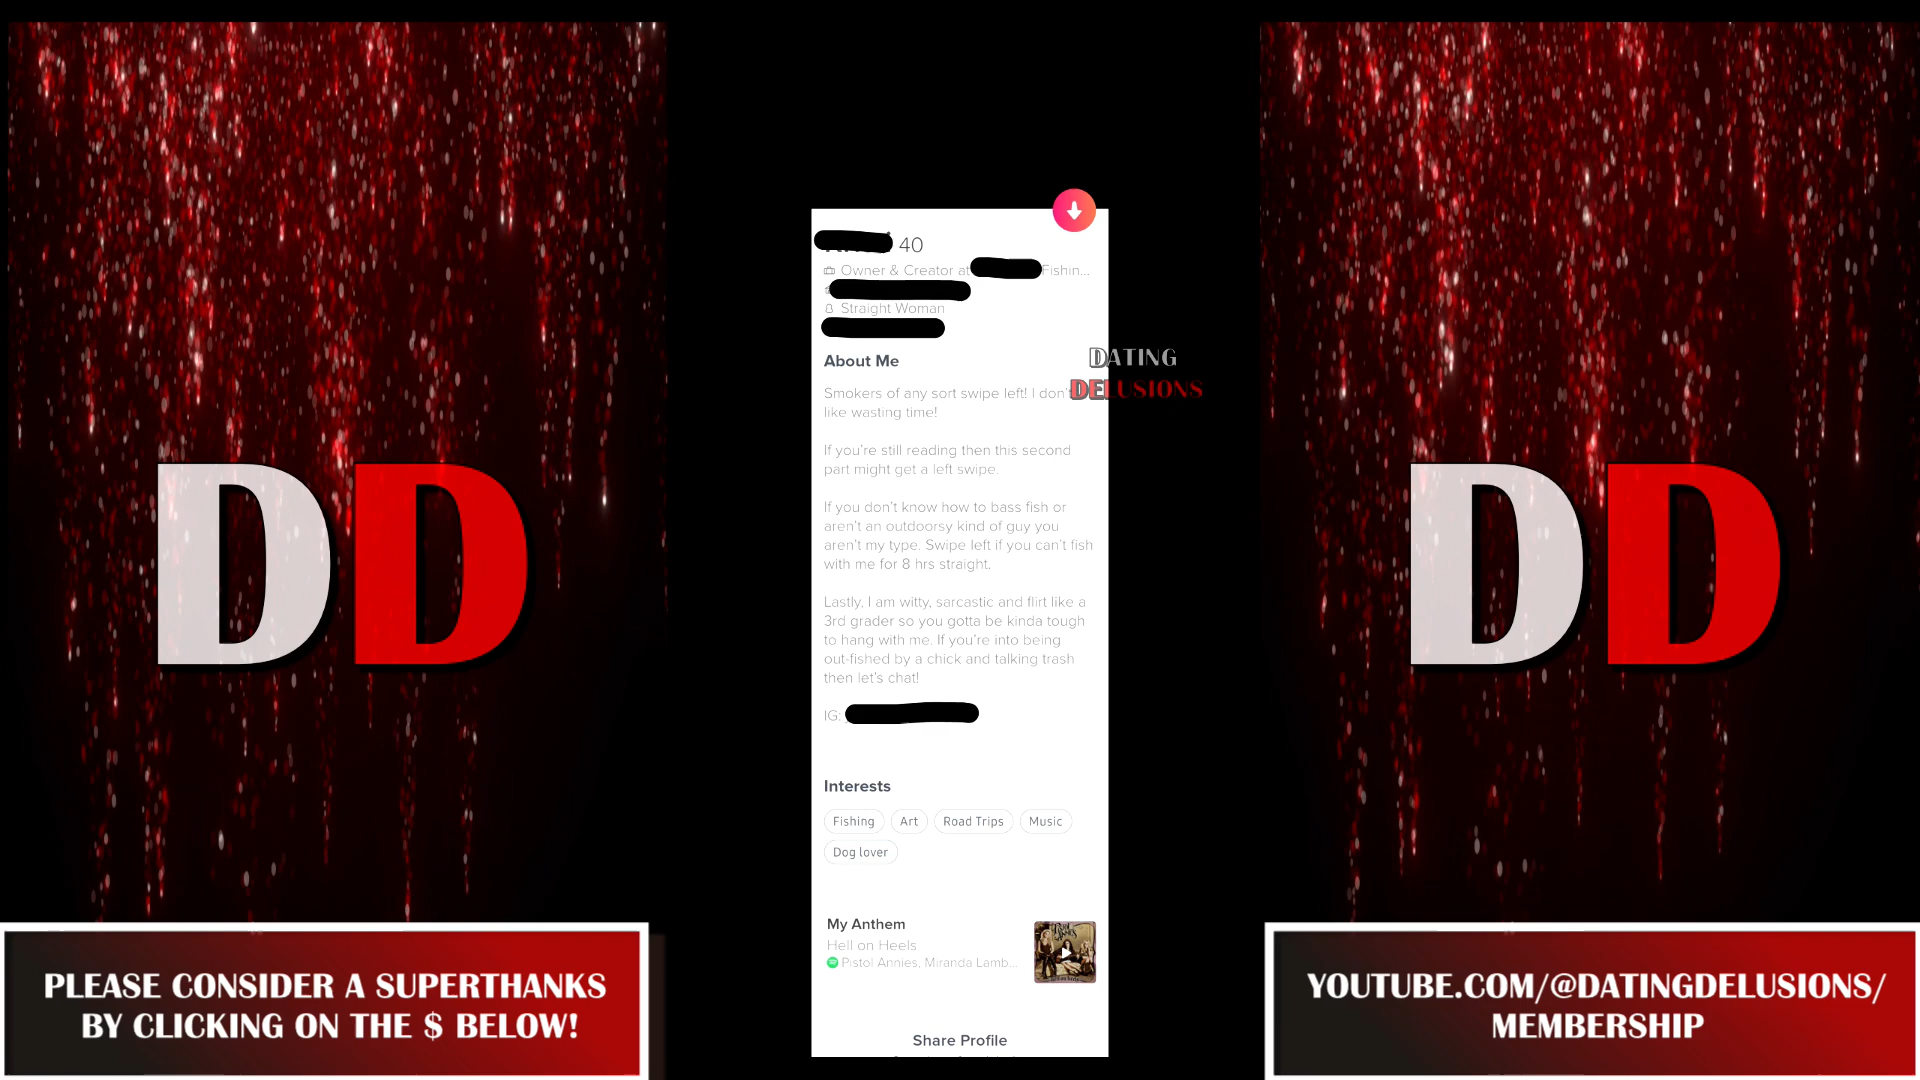 40
Owner & Creator at Fishin...
Straight Woman
About Me
Smokers of any sort swipe left! I don't
like wasting time!
If you're still reading then this second
part might get a left swipe.
If you don't know how to bass fish or
aren't an outdoorsy kind of guy you
aren't my type. Swipe left if you can't fish
with me for 8 hrs straight.
Lastly, I am witty, sarcastic and flirt like a
3rd grader so you gotta be kinda tough
to hang with me. If you're into being
out-fished by a chick and talking trash
then let's chat!
IG:
Interests
Fishing Art Road Trips Music
Dog lover
My Anthem
Hell on Heels
Pistol Annies, Miranda Lamb...
Share Profile
DATING
DELUSIONS
DD
DD
PLEASE CONSIDER A SUPERTHANKS
BY CLICKING ON THE $ BELOW!
YOUTUBE.COM/@DATINGDELUSIONS/
MEMBERSHIP